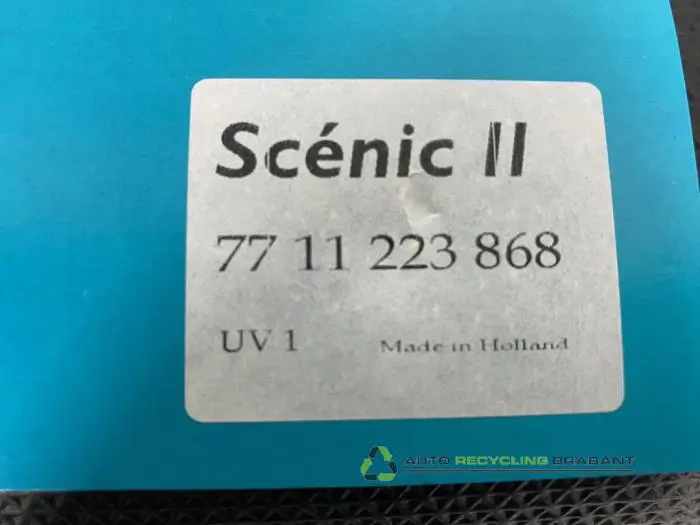 Scénic II
77 11 223 868
UV 1 Made in Holland
AUTO RECYCLING BRABANT